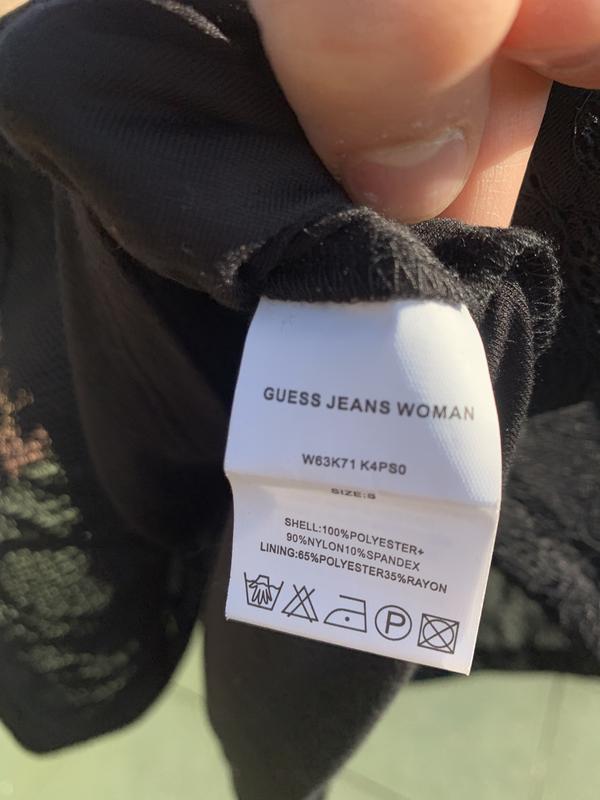 GUESS JEANS WOMAN
W63K71 K4PS0
SIZE:S
SHELL:100%POLYESTER+
90%NYLON10%SPANDEX
LINING:65%POLYESTER35%RAYON
P